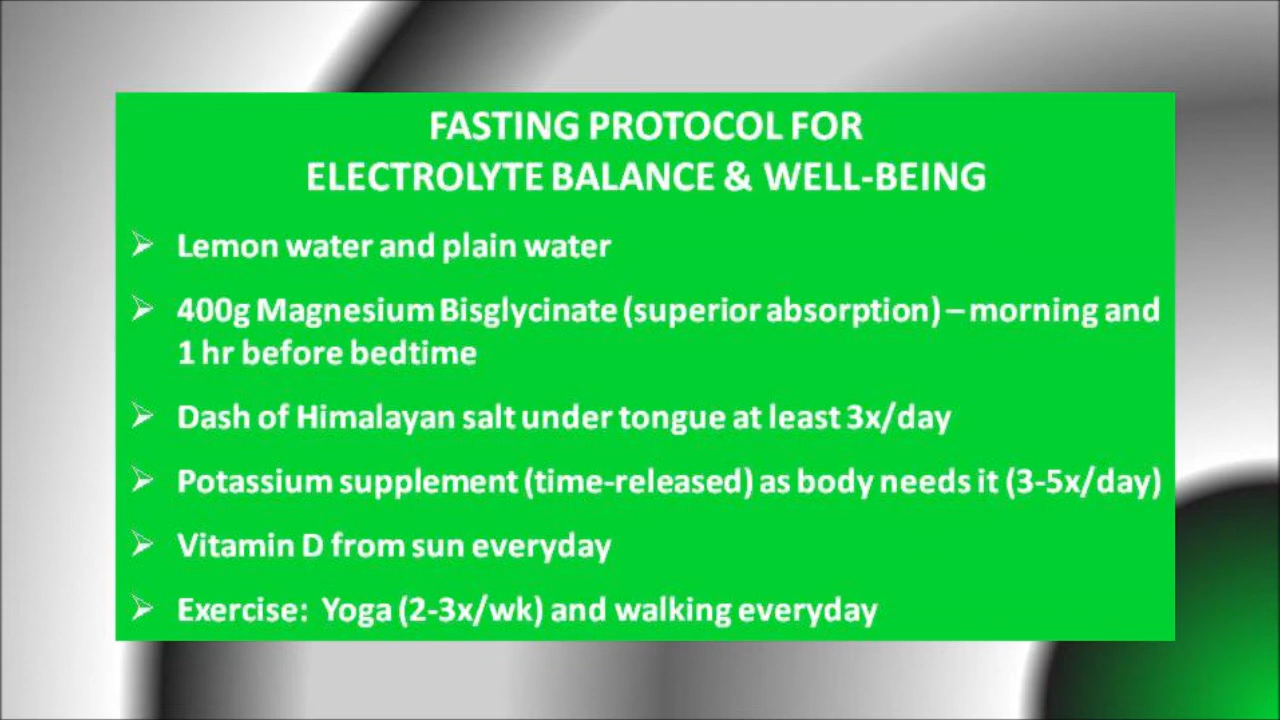 FASTING PROTOCOL FOR
ELECTROLYTE BALANCE & WELL-BEING
➢ Lemon water and plain water
➢ 400g Magnesium Bisglycinate (superior absorption) – morning and
1 hr before bedtime
➢ Dash of Himalayan salt under tongue at least 3x/day
➢ Potassium supplement (time-released) as body needs it (3-5x/day)
➢ Vitamin D from sun everyday
➢ Exercise: Yoga (2-3x/wk) and walking everyday